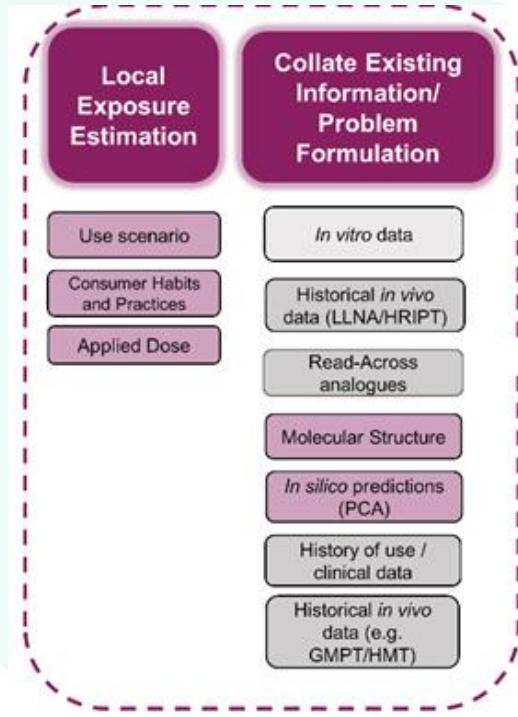 Local
Exposure
Estimation
Use scenario
Consumer Habits
and Practices
Applied Dose
Collate Existing
Information/
Problem
Formulation
In vitro data
Historical in vivo
data (LLNA/HRIPT)
Read-Across
analogues
Molecular Structure
In silico predictions
(PCA)
History of use /
clinical data
Historical in vivo
data (e.g.
GMPT/HMT)